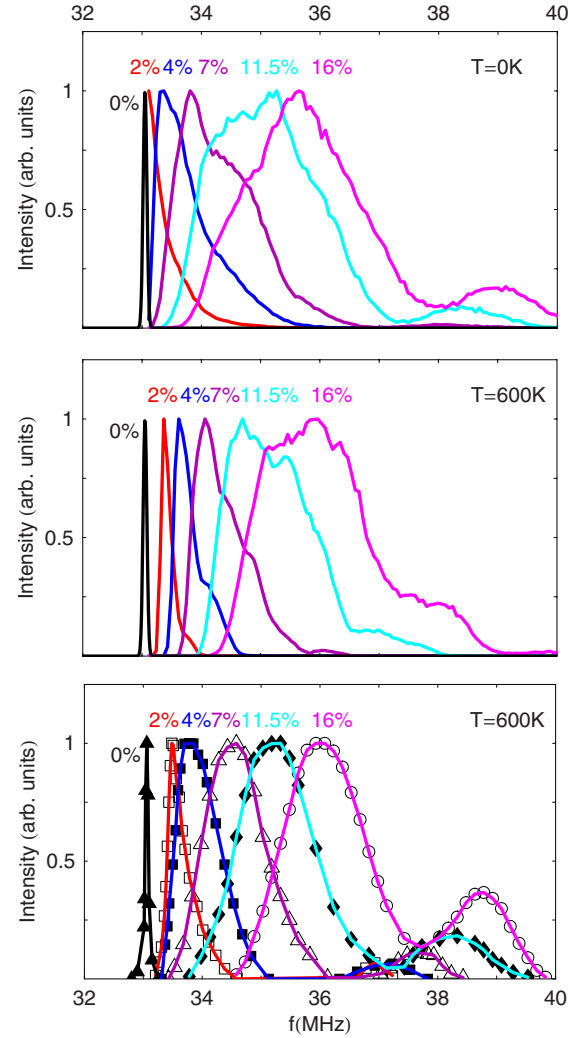 32 34 36 38 40
2% 4% 7% 11.5% 16% T=0K
0%
1
0.5
Intensity (arb. units)
2% 4% 7% 11.5% 16% T=600K
0%
1
0.5
Intensity (arb. units)
2% 4% 7% 11.5% 16% T=600K
0%
1
0.5
Intensity (arb. units)
32 34 36 38 40
f(MHz)